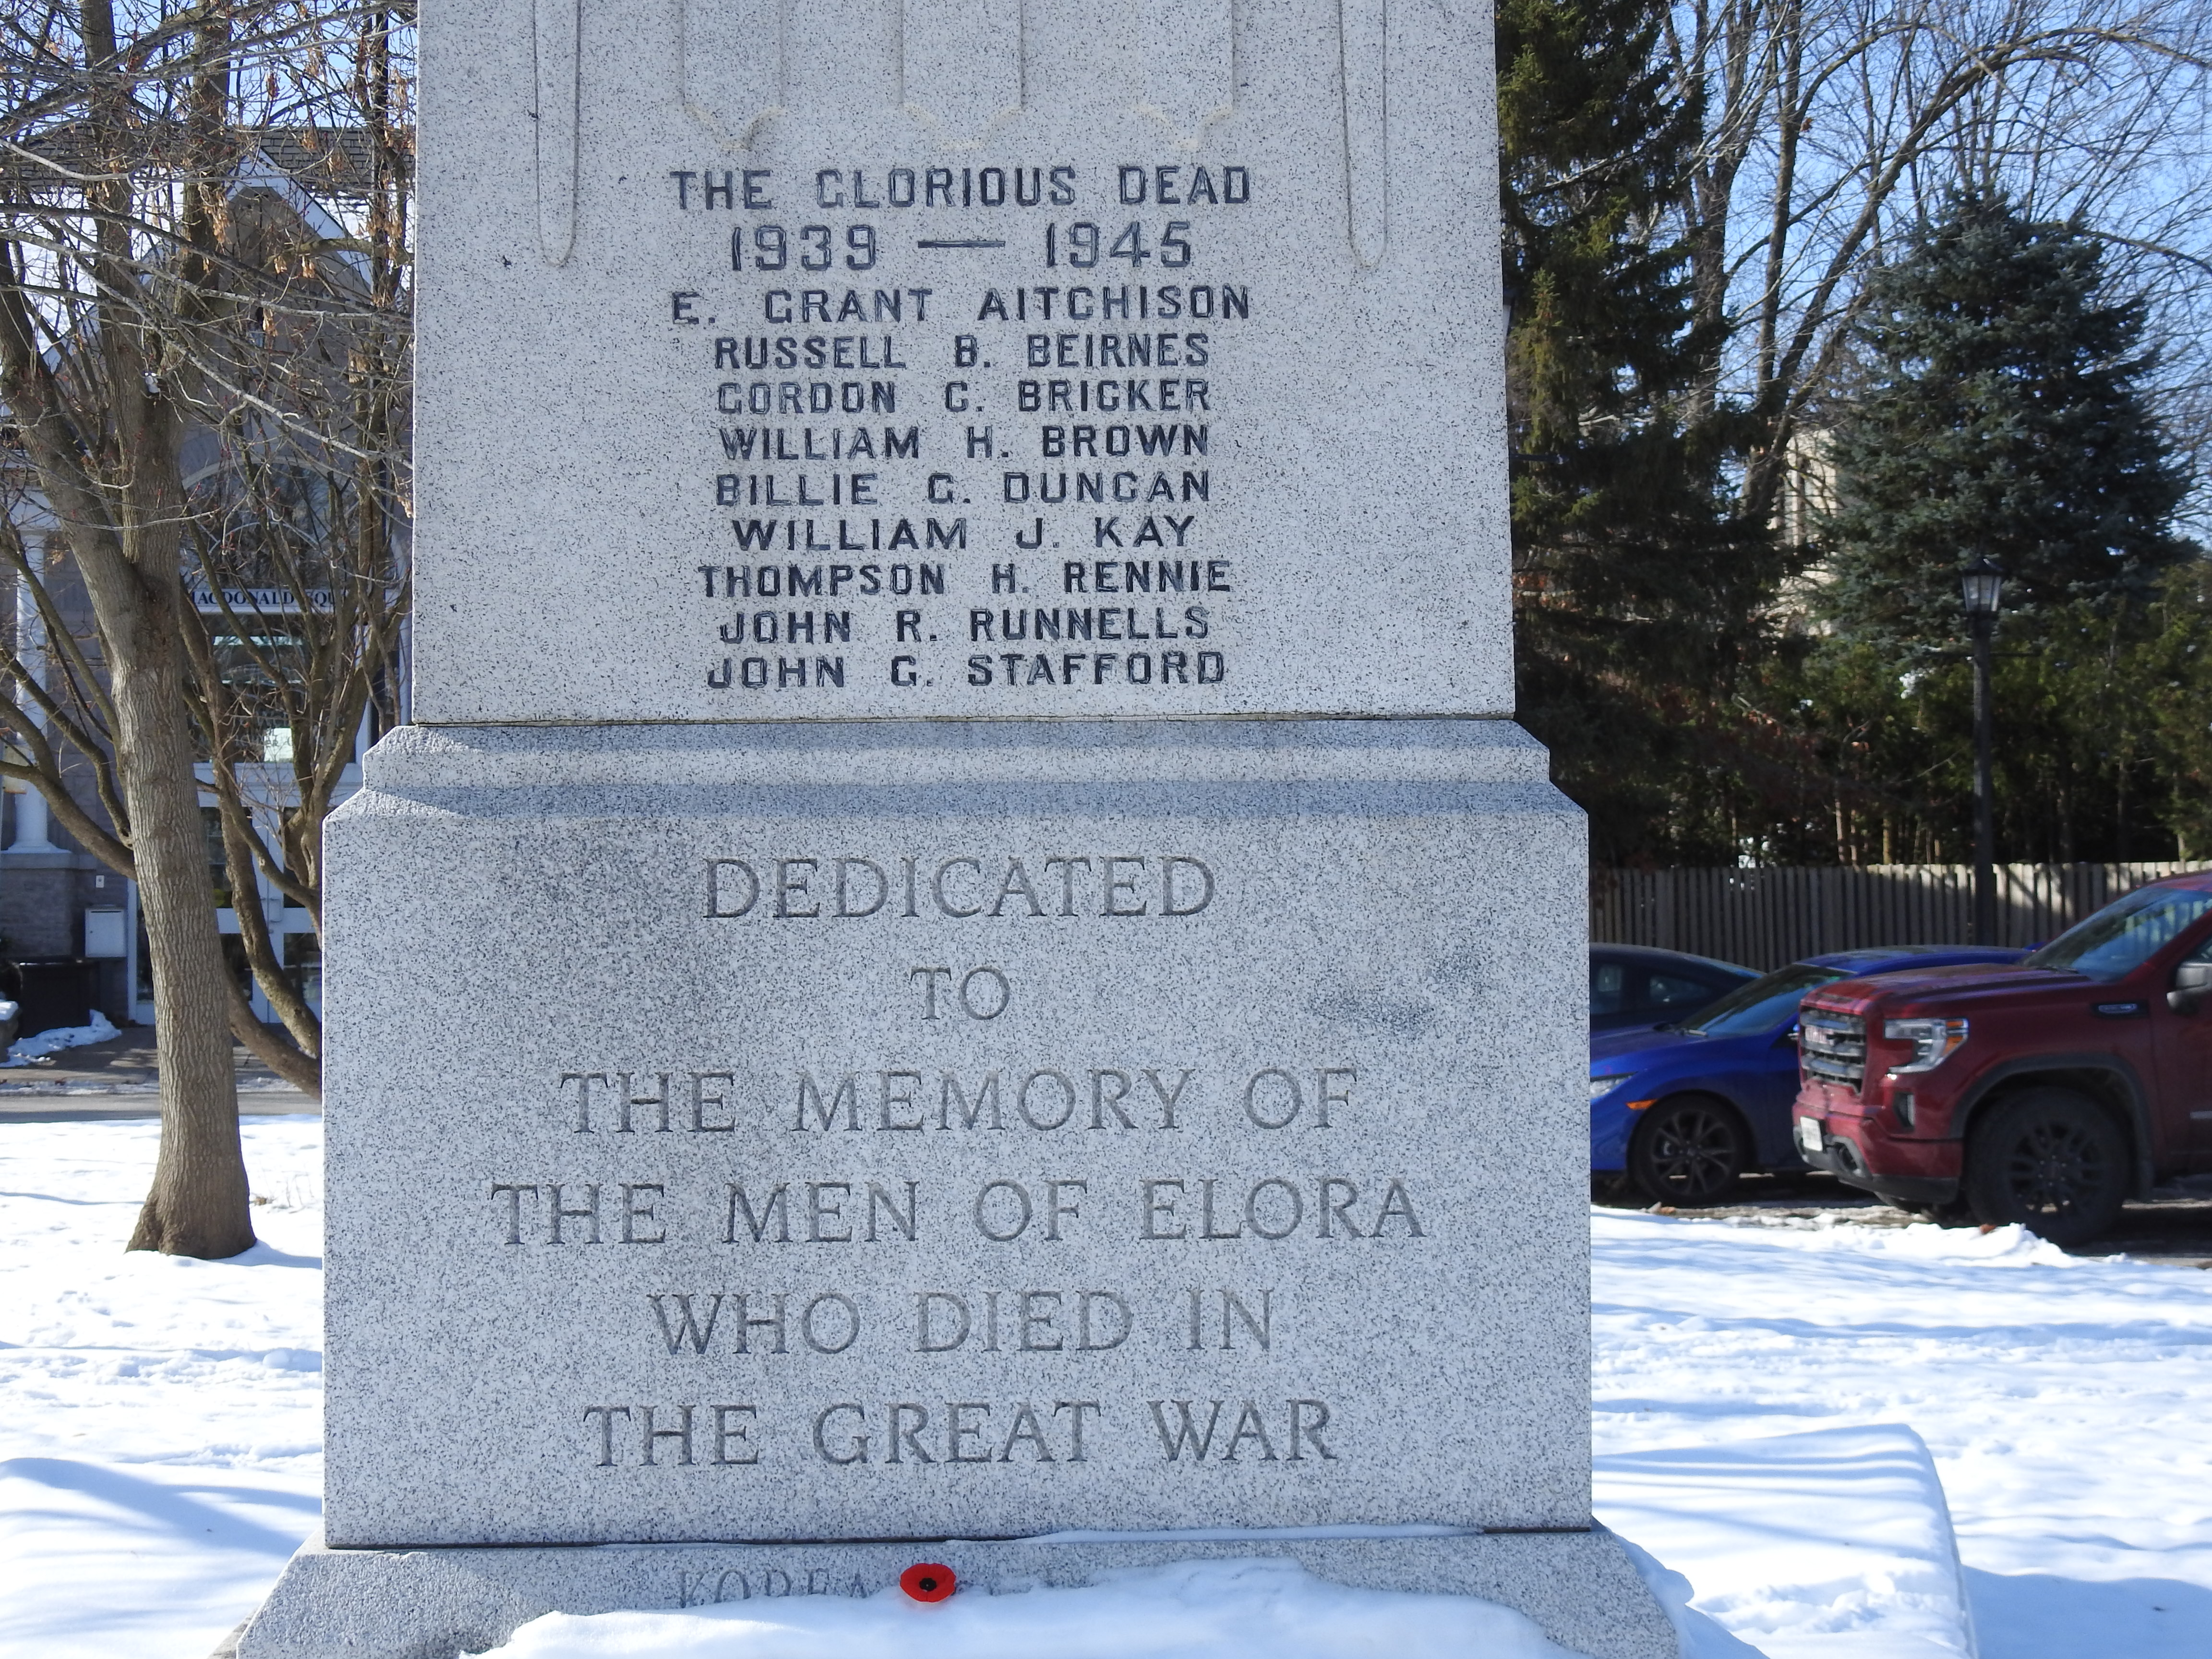 THE GLORIOUS DEAD
1939 — 1945
E. GRANT AITCHISON
RUSSELL B. BEIRNES
GORDON C. BRICKER
WILLIAM H. BROWN
BILLIE G. DUNCAN
WILLIAM J. KAY
THOMPSON H. RENNIE
JOHN R. RUNNELLS
JOHN G. STAFFORD
DEDICATED
TO
THE MEMORY OF
THE MEN OF ELORA
WHO DIED IN
THE GREAT WAR
KOREA